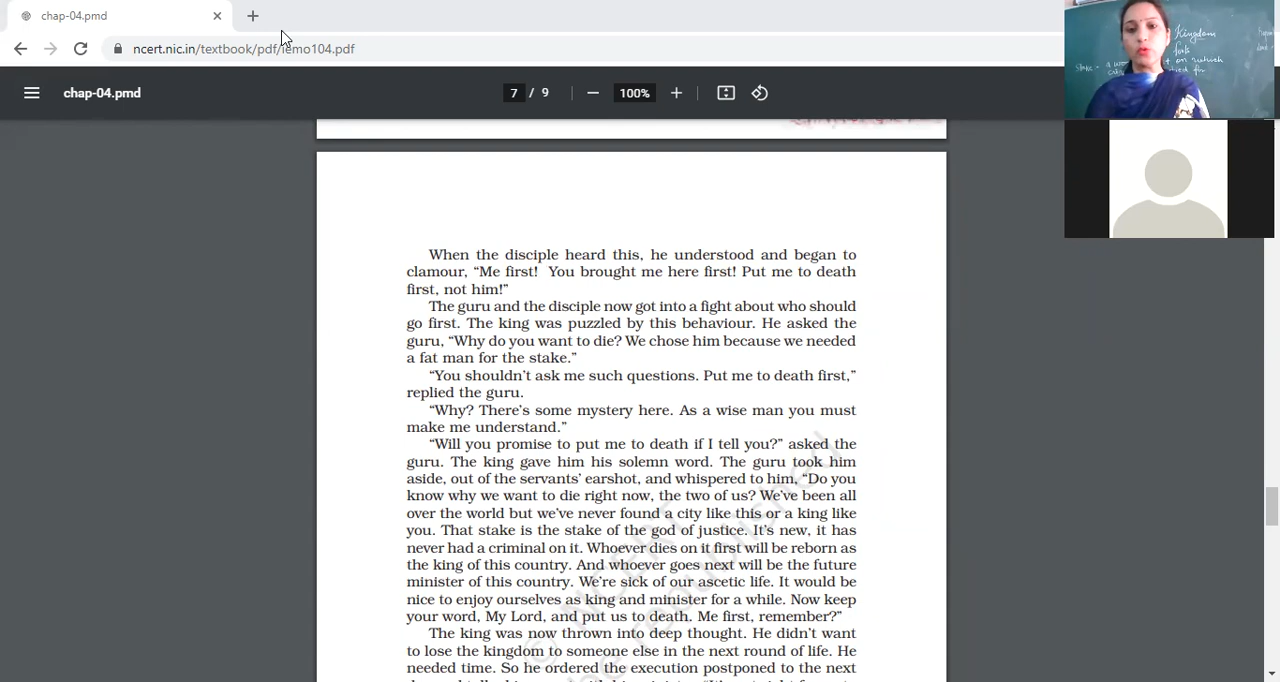 chap-04.pmd
ncert.nic.in/textbook/pdf/iemo104.pdf
chap-04.pmd
7 / 9
100%
Kingdom
When the disciple heard this, he understood and began to
clamour, “Me first! You brought me here first! Put me to death
first, not him!”
The guru and the disciple now got into a fight about who should
go first. The king was puzzled by this behaviour. He asked the
guru, “Why do you want to die? We chose him because we needed
a fat man for the stake.”
“You shouldn’t ask me such questions. Put me to death first,”
replied the guru.
“Why? There’s some mystery here. As a wise man you must
make me understand.”
“Will you promise to put me to death if I tell you?” asked the
guru. The king gave him his solemn word. The guru took him
aside, out of the servants’ earshot, and whispered to him, “Do you
know why we want to die right now, the two of us? We’ve been all
over the world but we’ve never found a city like this or a king like
you. That stake is the stake of the god of justice. It’s new, it has
never had a criminal on it. Whoever dies on it first will be reborn as
the king of this country. And whoever goes next will be the future
minister of this country. We’re sick of our ascetic life. It would be
nice to enjoy ourselves as king and minister for a while. Now keep
your word, My Lord, and put us to death. Me first, remember?”
The king was now thrown into deep thought. He didn’t want
to lose the kingdom to someone else in the next round of life. He
needed time. So he ordered the execution postponed to the next
© NCERT
be republished